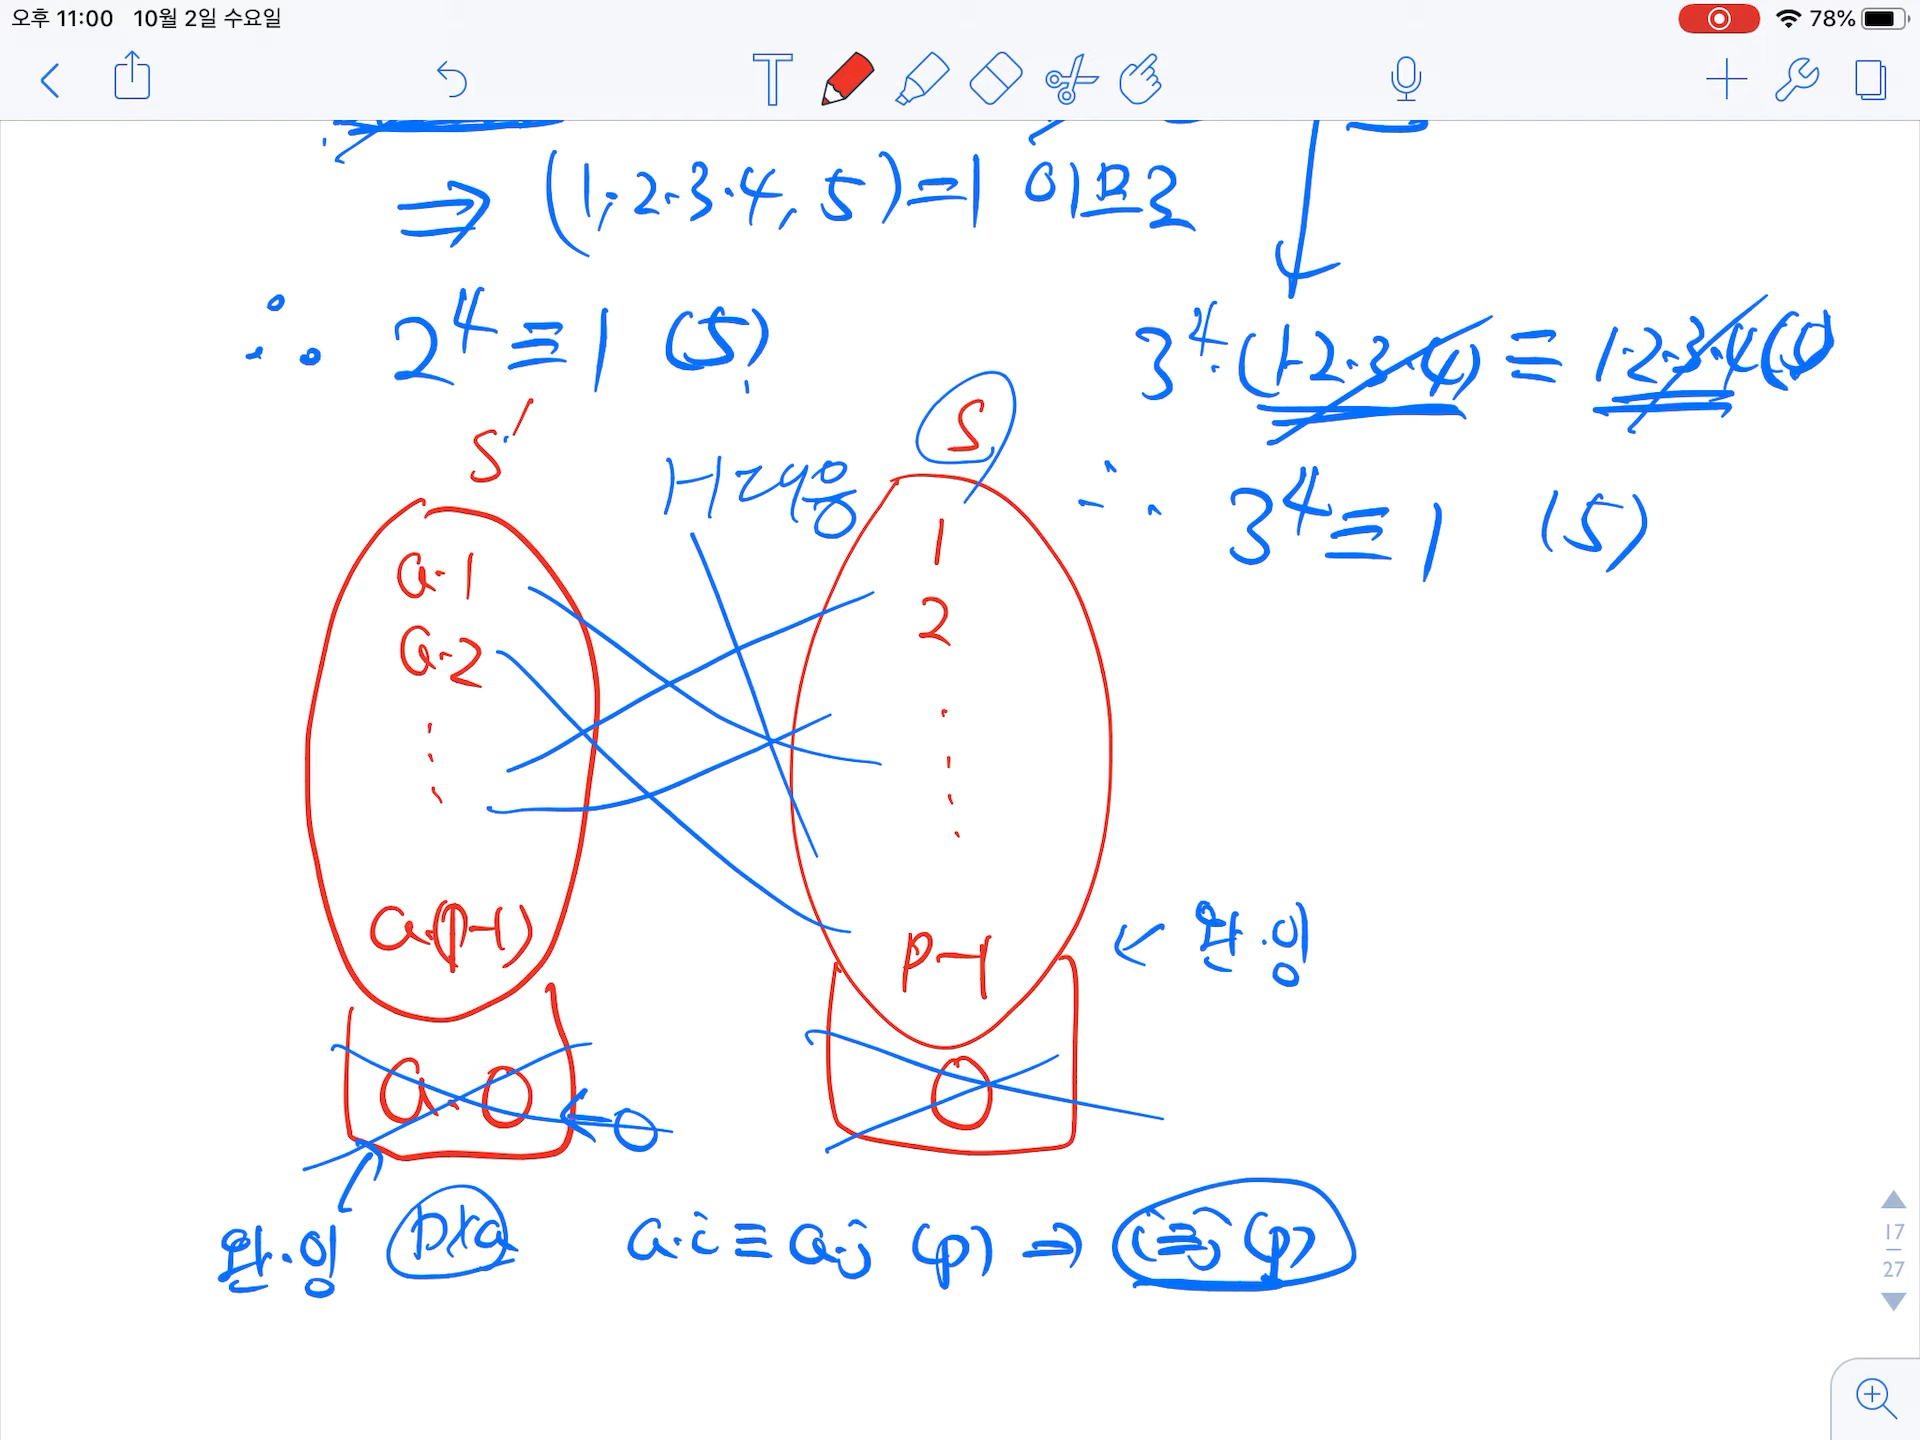 오후 11:00 10월 2일 수요일 78%
⇒ (1·2·3·4, 5) = 1 이므로
∴ 2⁴ ≡ 1 (5)
3⁴·(1·2·3·4) ≡ 1·2·3·4 (5)
∴ 3⁴ ≡ 1 (5)
S'
S
a·1
a·2
a·(p-1)
a·0
0
1
2
p-1
0
완·잉
완·잉
p∤a
a·i ≡ a·j (p) ⇒ i ≡ j (p)
17
27